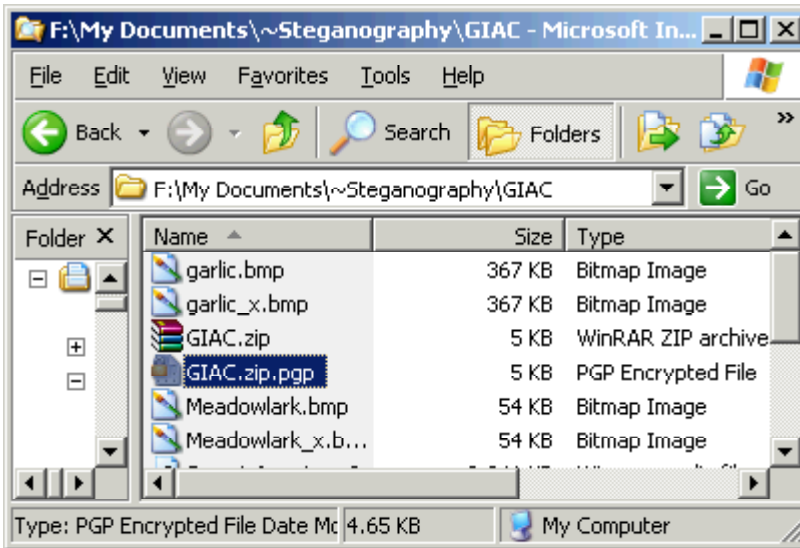 F:\My Documents\~Steganography\GIAC - Microsoft In...
File Edit View Favorites Tools Help
Back Search Folders »
Address F:\My Documents\~Steganography\GIAC Go
Folder X Name Size Type
garlic.bmp 367 KB Bitmap Image
garlic_x.bmp 367 KB Bitmap Image
GIAC.zip 5 KB WinRAR ZIP archive
GIAC.zip.pgp 5 KB PGP Encrypted File
Meadowlark.bmp 54 KB Bitmap Image
Meadowlark_x.b... 54 KB Bitmap Image
Type: PGP Encrypted File Date Mo 4.65 KB My Computer